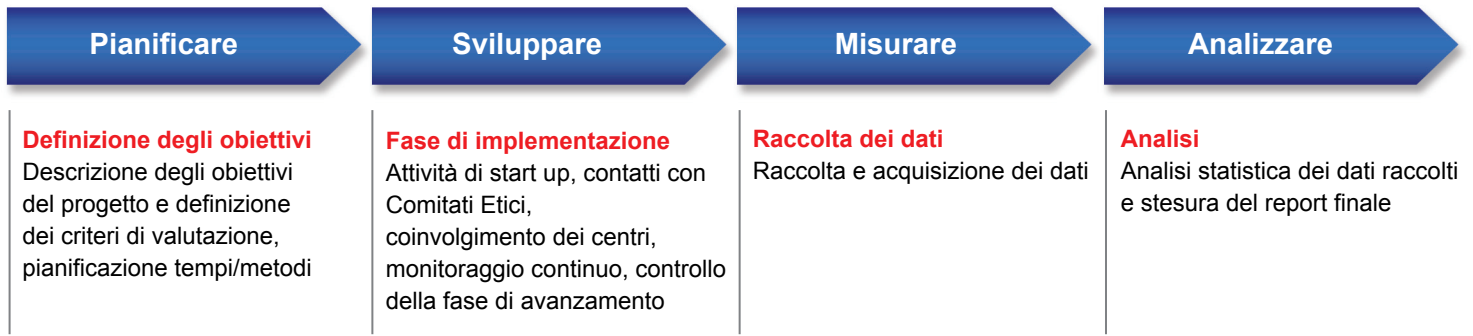 Pianificare
Sviluppare
Misurare
Analizzare
Definizione degli obiettivi
Descrizione degli obiettivi
del progetto e definizione
dei criteri di valutazione,
pianificazione tempi/metodi
Fase di implementazione
Attività di start up, contatti con
Comitati Etici,
coinvolgimento dei centri,
monitoraggio continuo, controllo
della fase di avanzamento
Raccolta dei dati
Raccolta e acquisizione dei dati
Analisi
Analisi statistica dei dati raccolti
e stesura del report finale